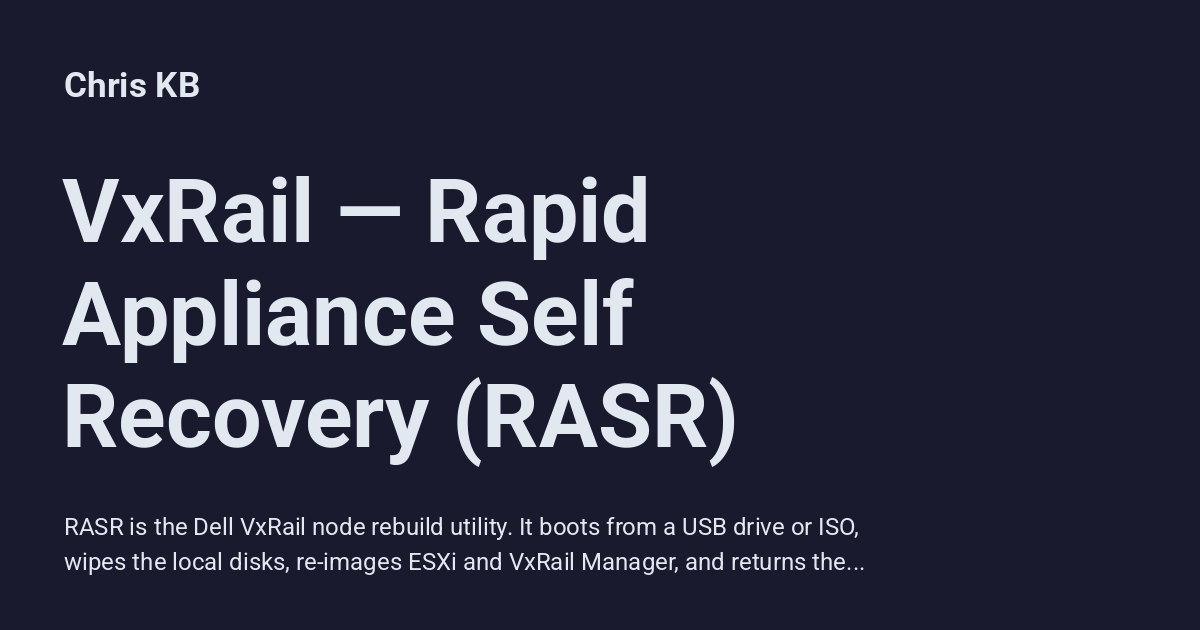 Chris KB
VxRail — Rapid
Appliance Self
Recovery (RASR)
RASR is the Dell VxRail node rebuild utility. It boots from a USB drive or ISO,
wipes the local disks, re-images ESXi and VxRail Manager, and returns the...